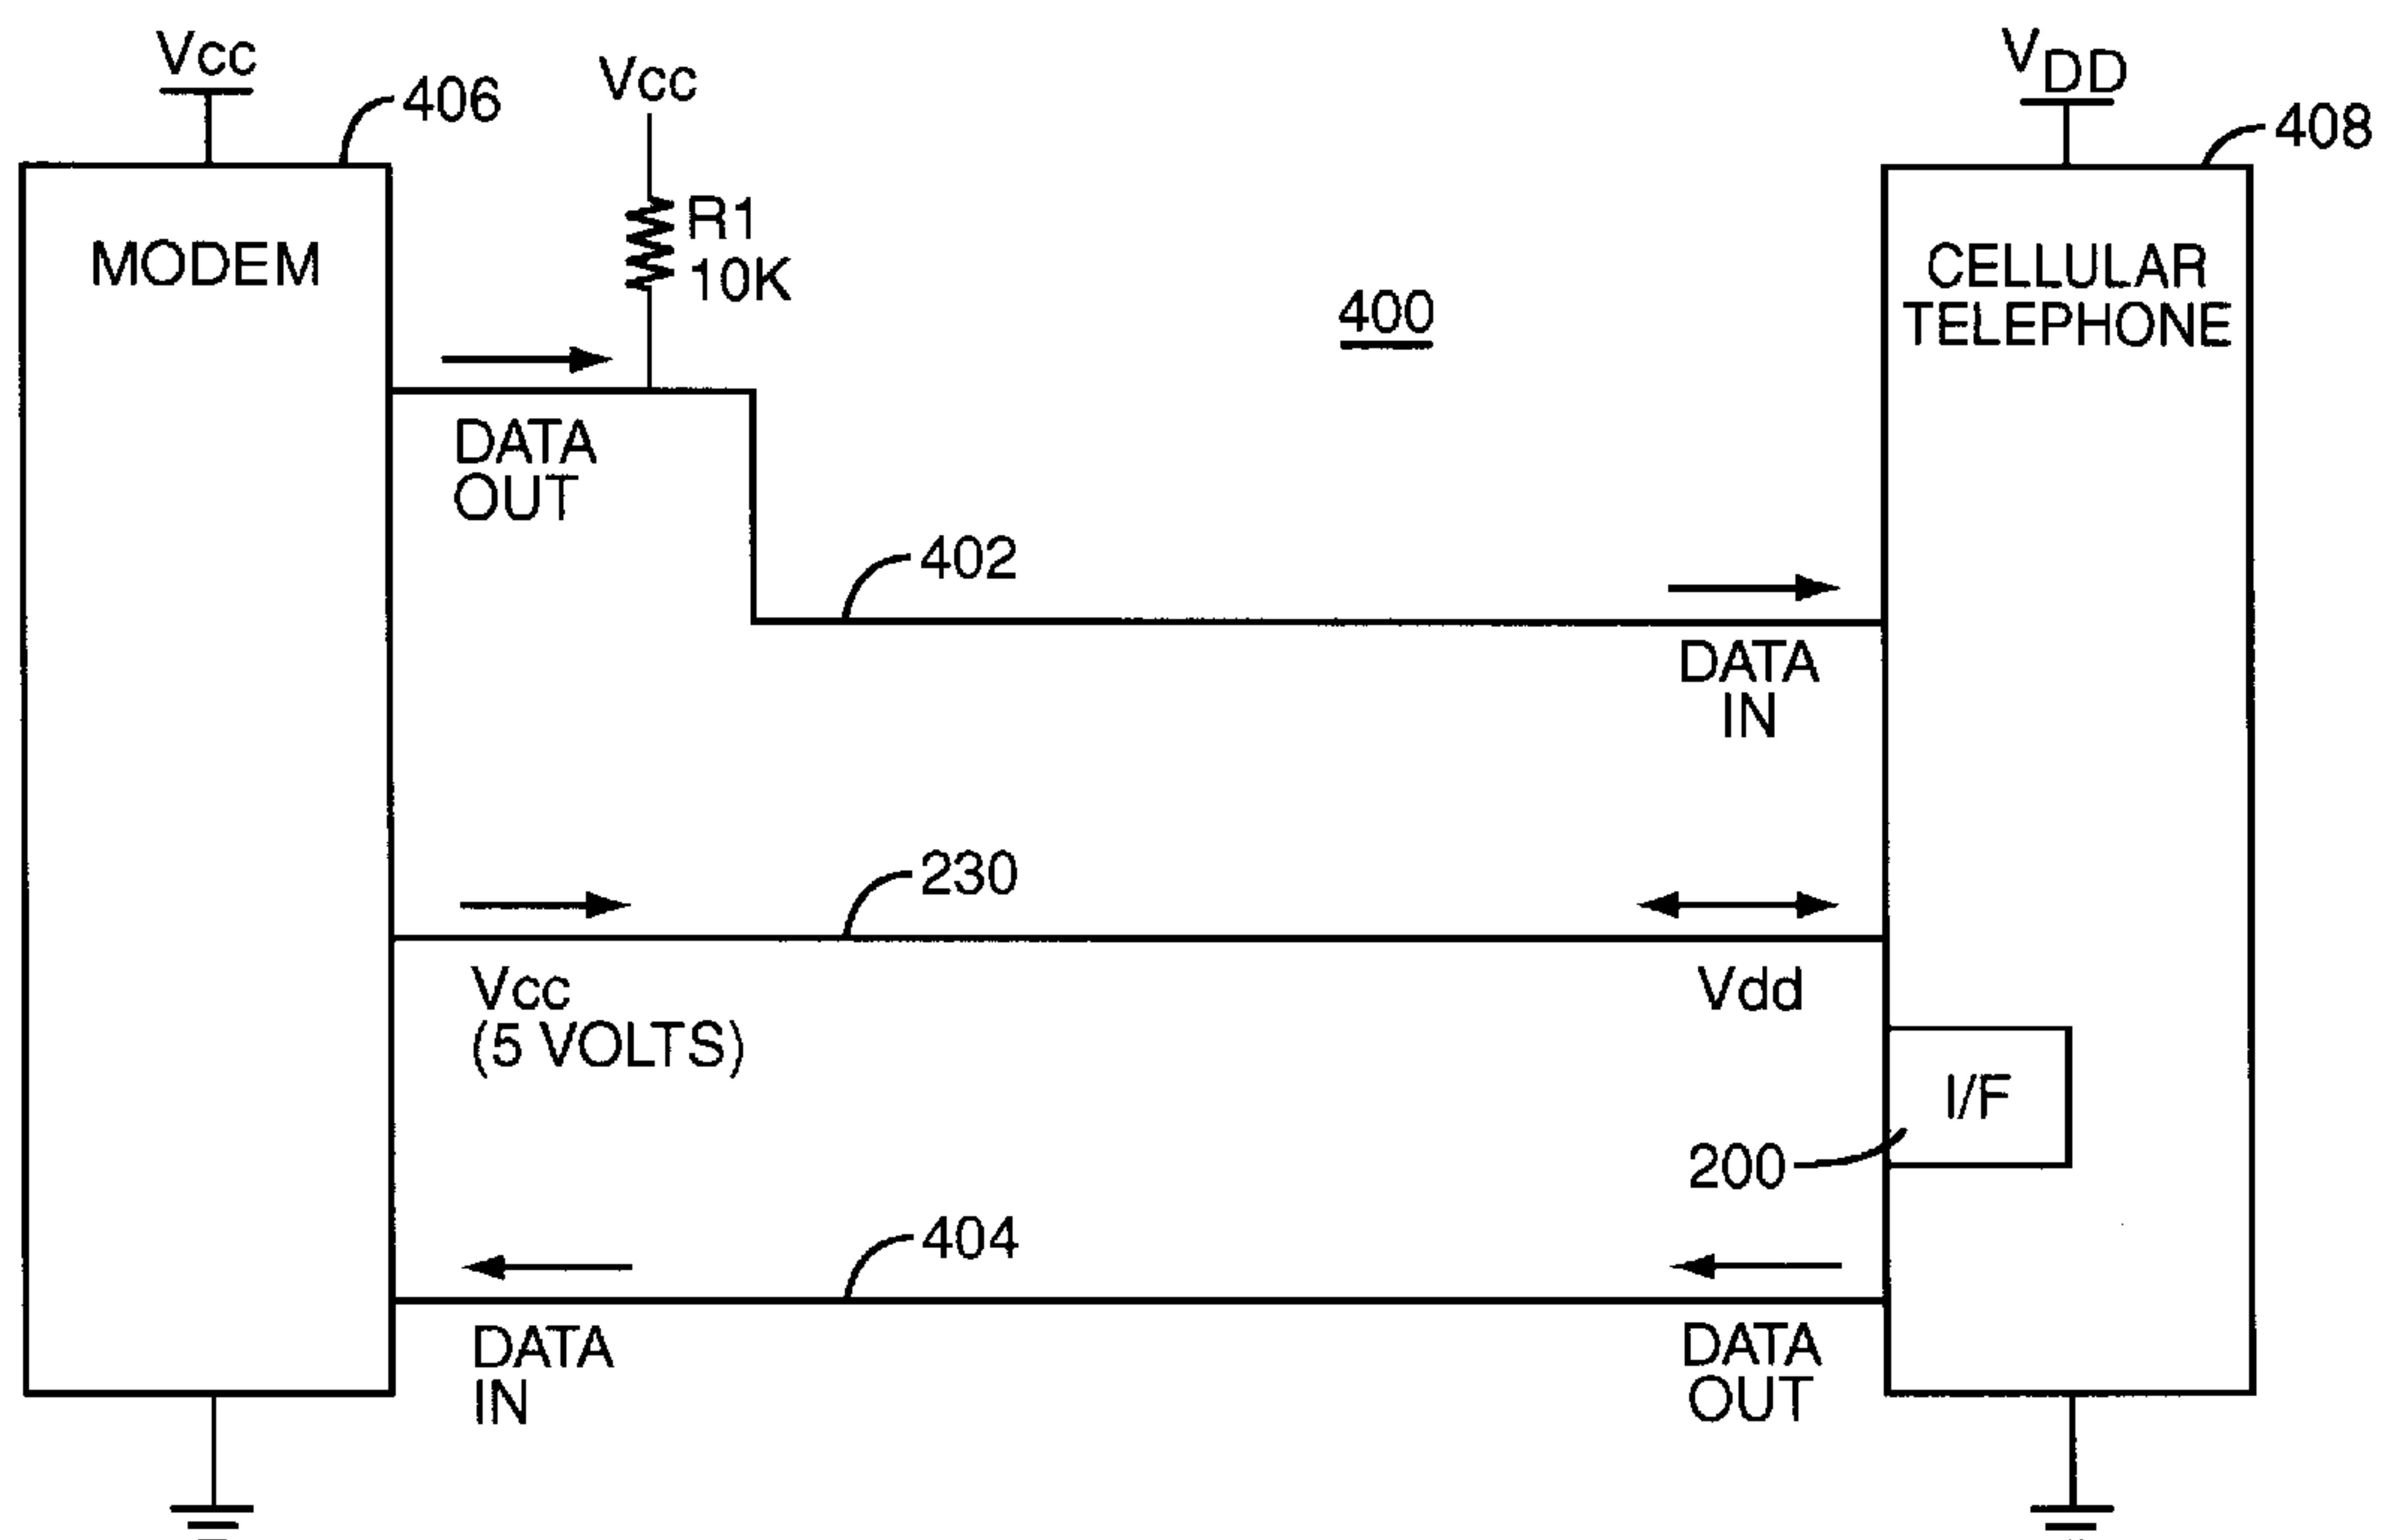 Vcc
406
Vcc
VDD
408
R1
10K
MODEM
CELLULAR
TELEPHONE
400
DATA
OUT
402
DATA
IN
230
Vcc
(5 VOLTS)
Vdd
I/F
200
404
DATA
IN
DATA
OUT